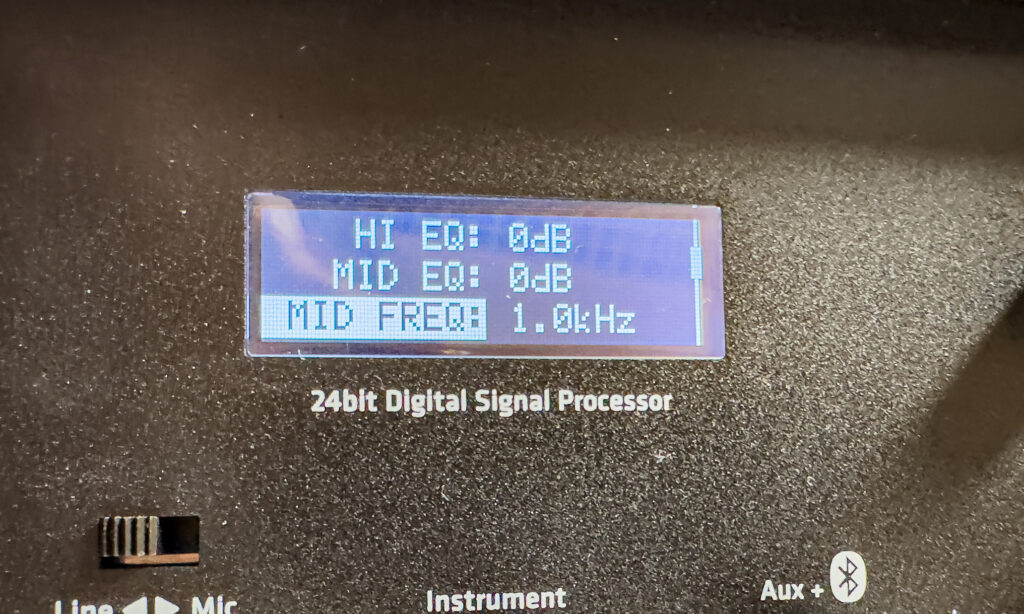 HI EQ: 0dB
MID EQ: 0dB
MID FREQ: 1.0kHz
24bit Digital Signal Processor
Line ◀ ▶ Mic
Instrument
Aux +